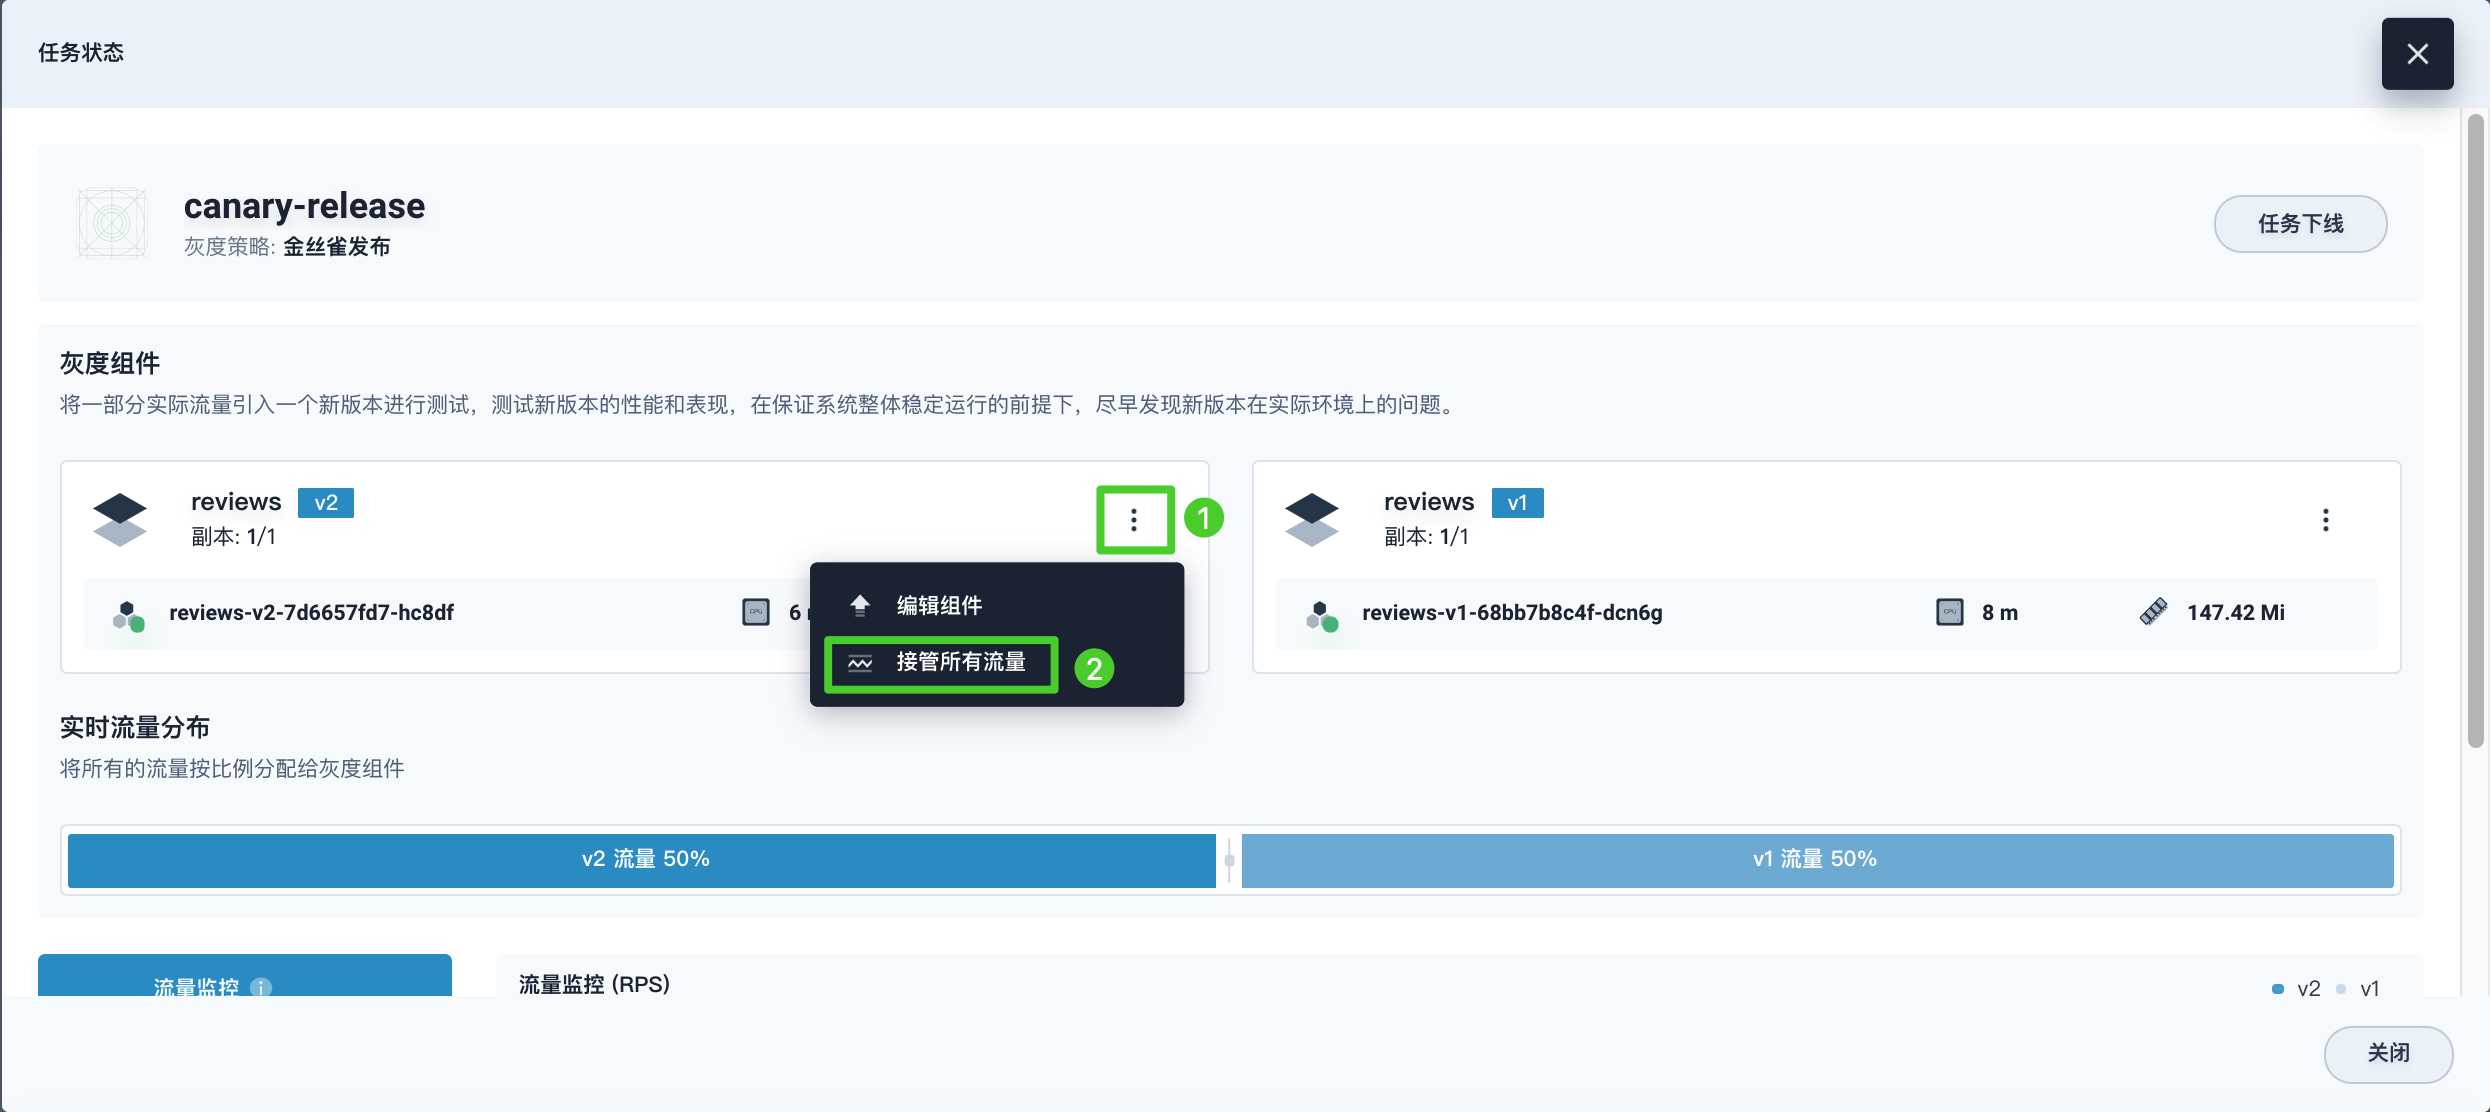 任务状态
canary-release
灰度策略: 金丝雀发布
任务下线
灰度组件
将一部分实际流量引入一个新版本进行测试，测试新版本的性能和表现，在保证系统整体稳定运行的前提下，尽早发现新版本在实际环境上的问题。
reviews v2
副本: 1/1
1
reviews-v2-7d6657fd7-hc8df
CPU 6
编辑组件
接管所有流量
2
reviews v1
副本: 1/1
reviews-v1-68bb7b8c4f-dcn6g
CPU 8 m
147.42 Mi
实时流量分布
将所有的流量按比例分配给灰度组件
v2 流量 50%
v1 流量 50%
流量监控
流量监控 (RPS)
v2 v1
关闭